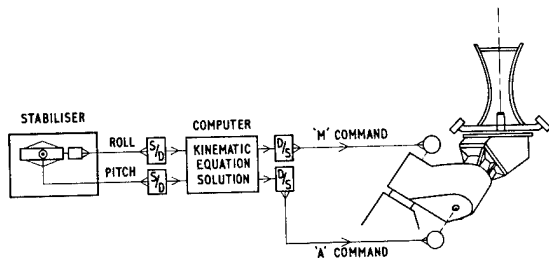 STABILISER
COMPUTER
ROLL
S/D
KINEMATIC
EQUATION
SOLUTION
D/S
'M' COMMAND
PITCH
S/D
D/S
'A' COMMAND